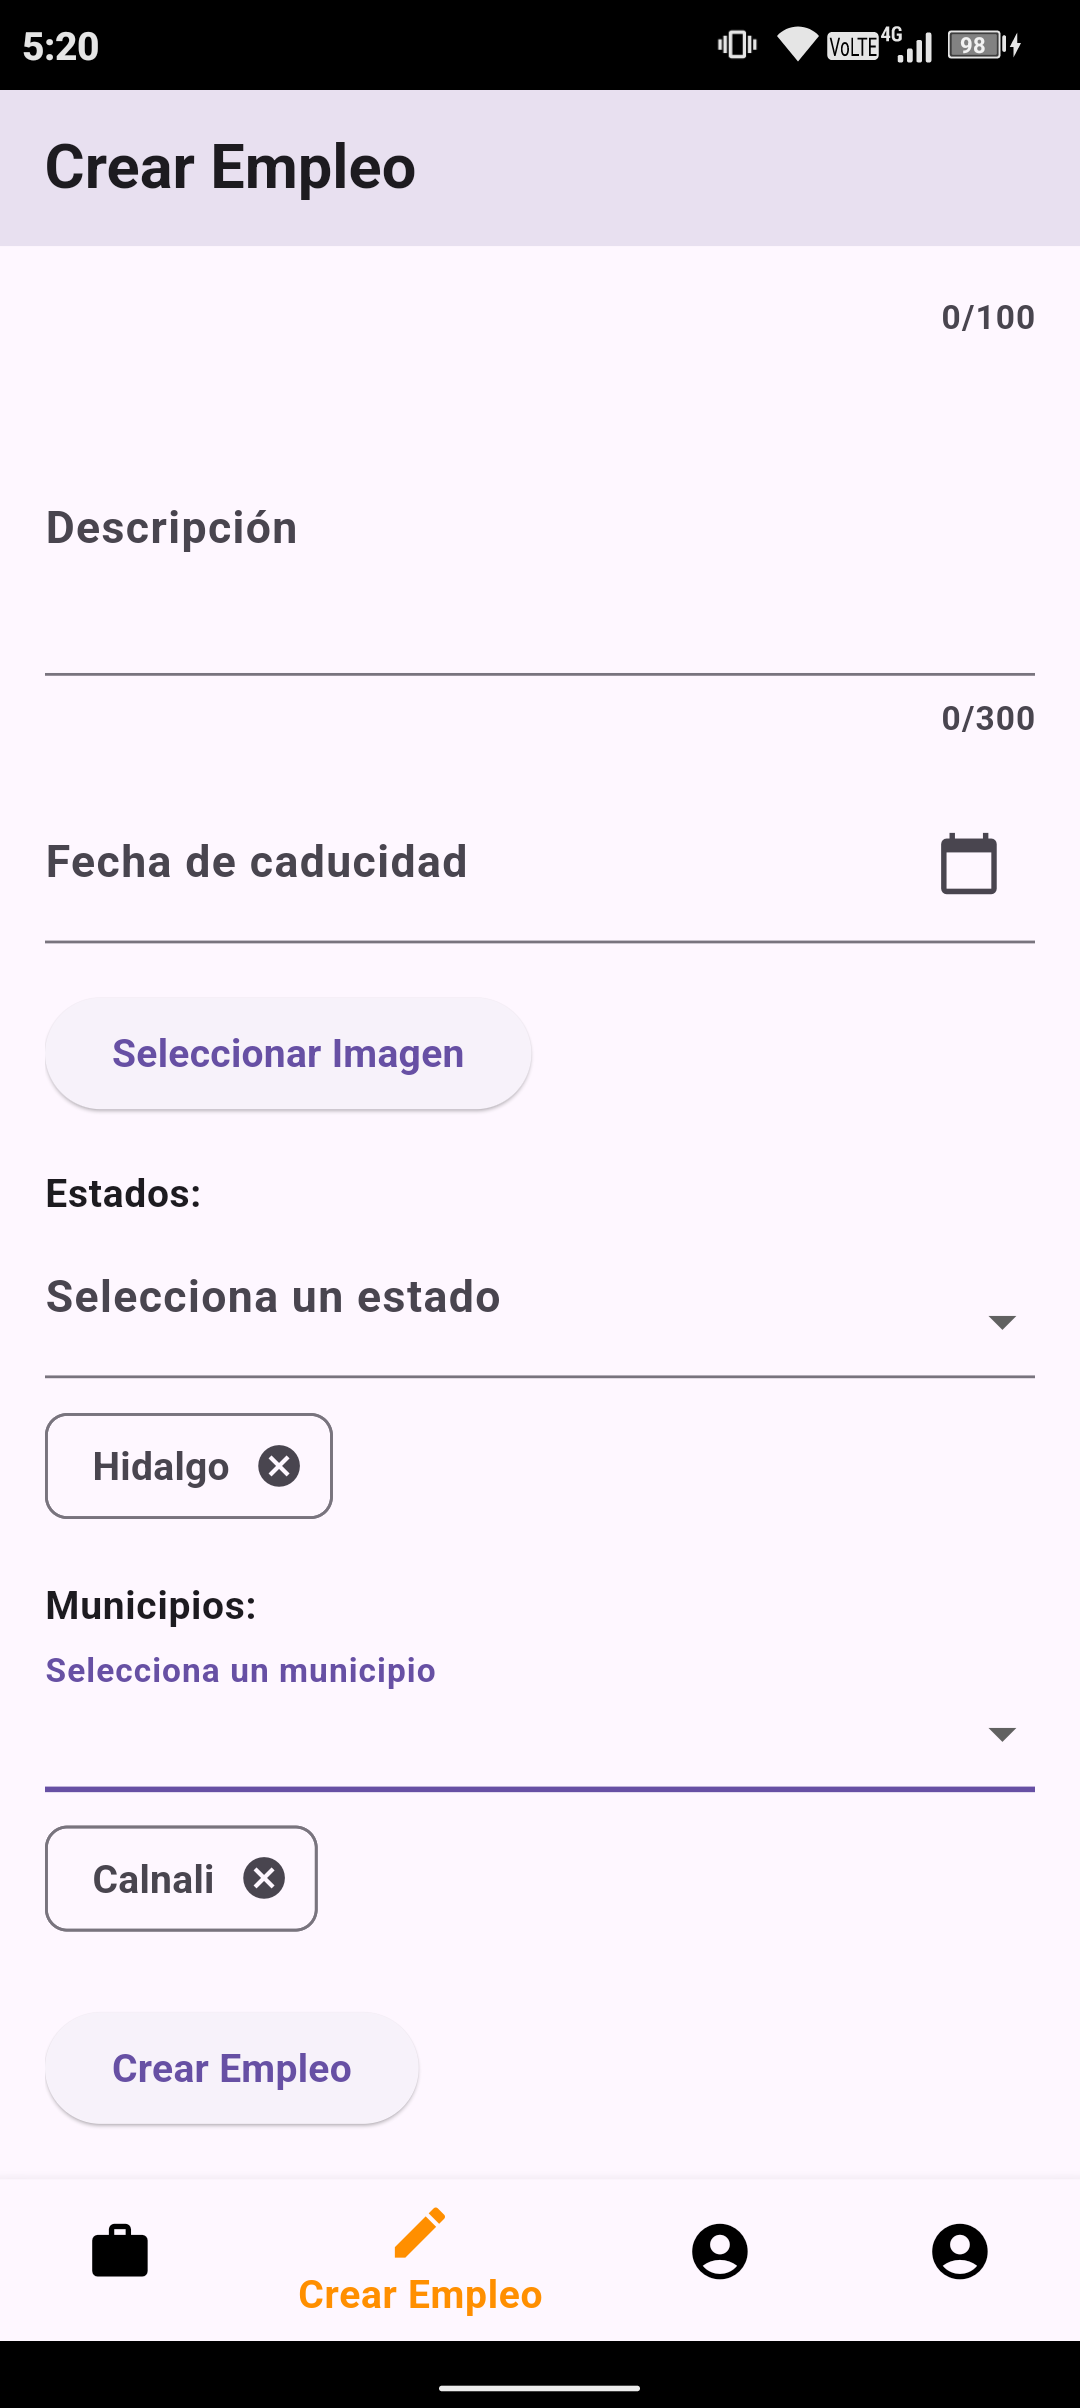 5:20
VoLTE 4G 98
Crear Empleo
0/100
Descripción
0/300
Fecha de caducidad
Seleccionar Imagen
Estados:
Selecciona un estado
Hidalgo
Municipios:
Selecciona un municipio
Calnali
Crear Empleo
Crear Empleo